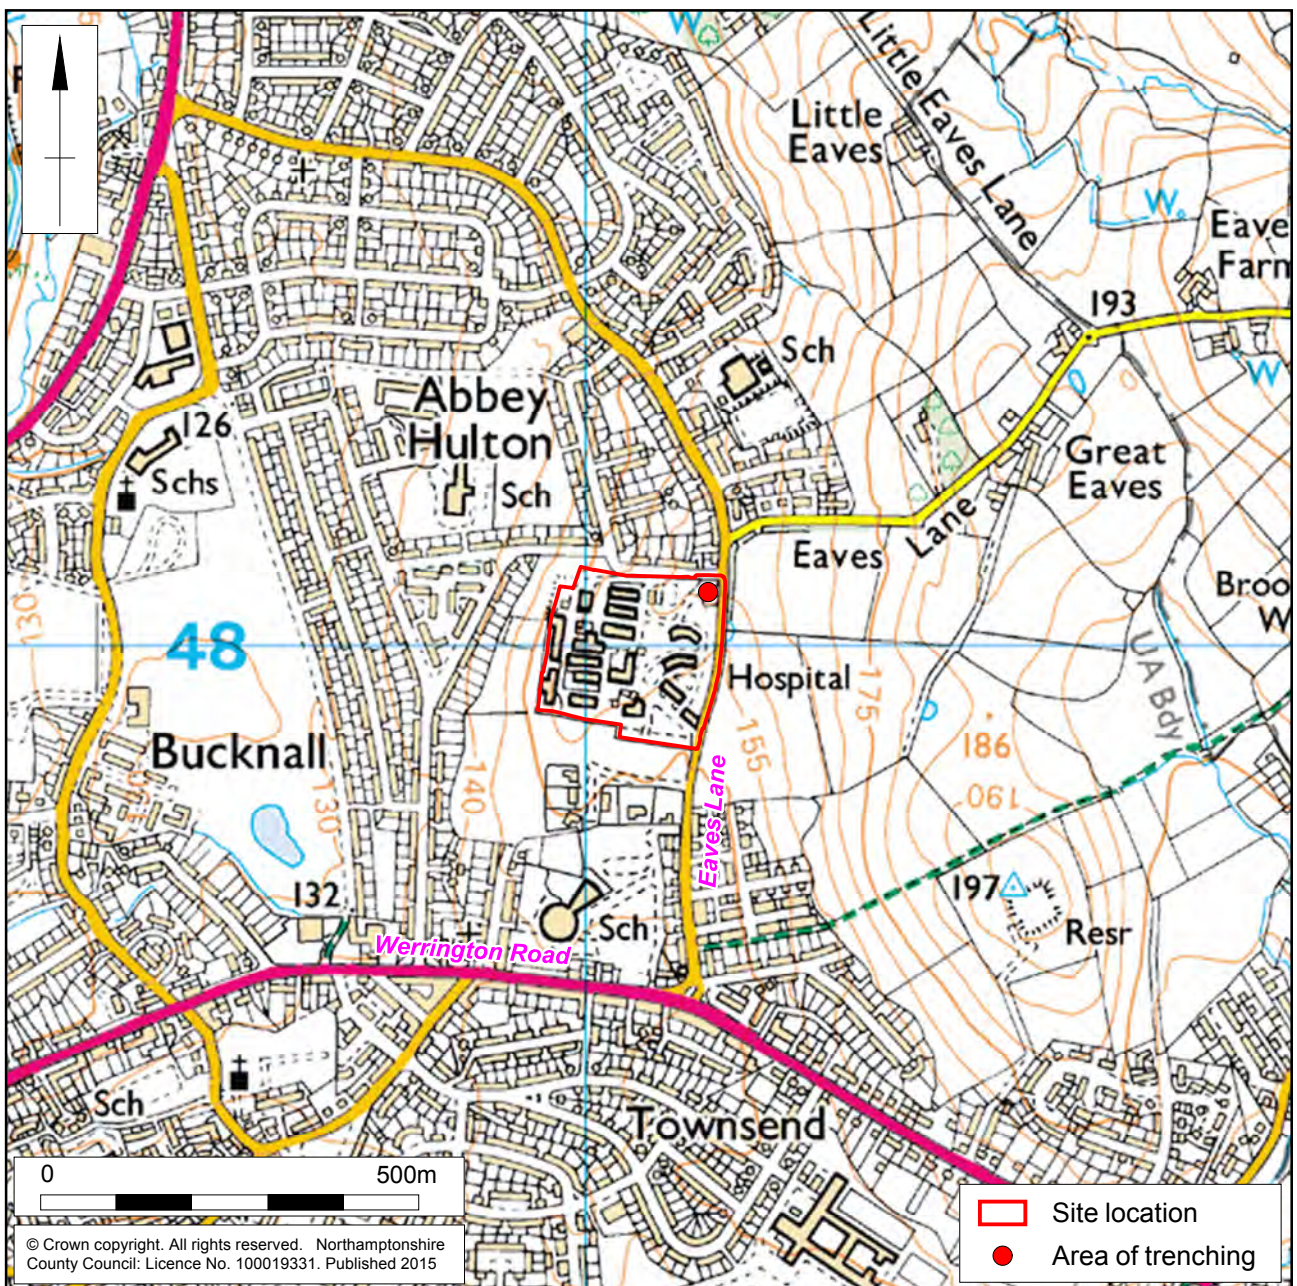 W
Little Eaves Lane
Little
Eaves
W
Eave
Farm
193
Sch
W
Abbey
Hulton
126
Schs
Sch
Great
Eaves
Eaves Lane
130
Broo
W
48
UA Bdy
Hospital
175
186
155
190
Bucknall
140
130
130
Eaves Lane
197
132
Sch
Resr
Werrington Road
Sch
Townsend
0 500m
© Crown copyright. All rights reserved. Northamptonshire
County Council: Licence No. 100019331. Published 2015
Site location
Area of trenching